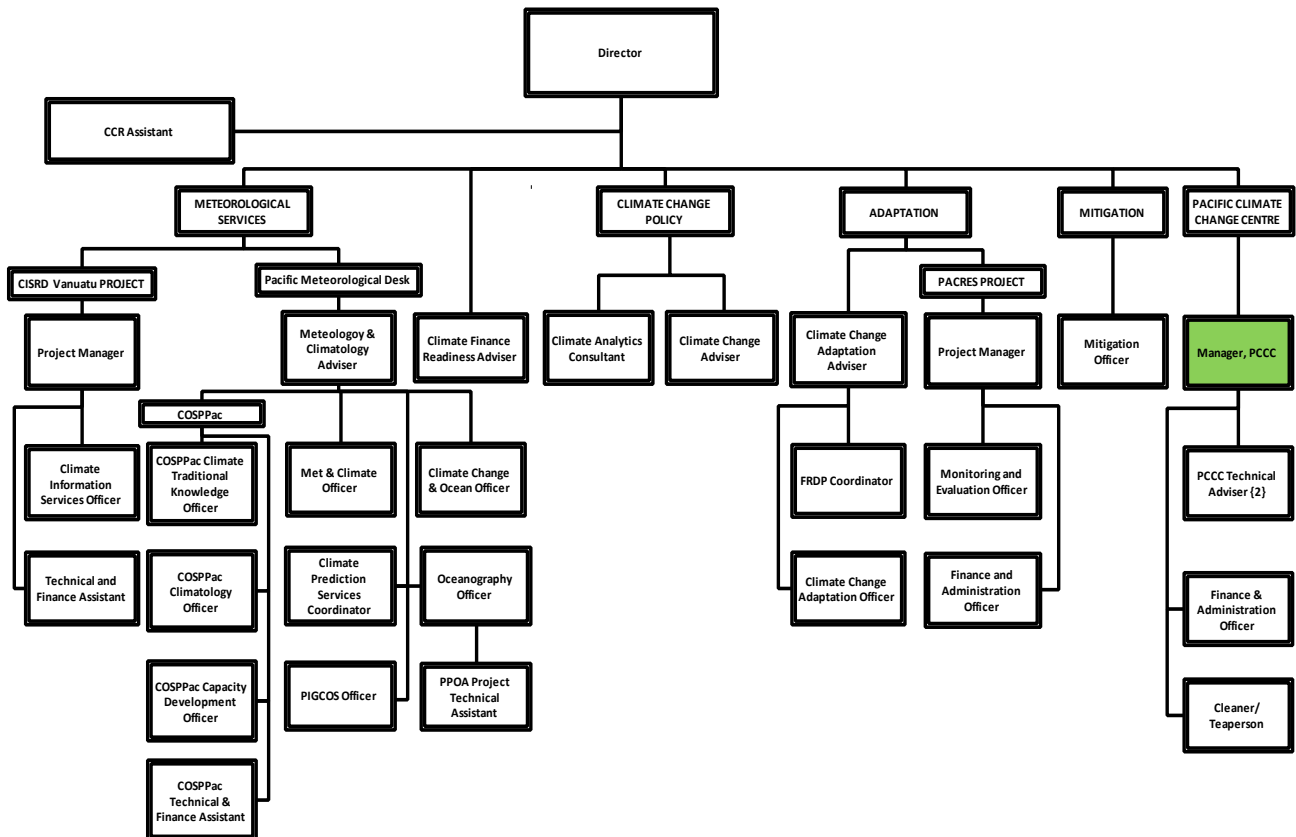 Director
CCR Assistant
METEOROLOGICAL
SERVICES
CLIMATE CHANGE
POLICY
ADAPTATION
MITIGATION
PACIFIC CLIMATE
CHANGE CENTRE
CISRD Vanuatu PROJECT
Pacific Meteorological Desk
PACRES PROJECT
Project Manager
Meteologoy &
Climatology
Adviser
Climate Finance
Readiness Adviser
Climate Analytics
Consultant
Climate Change
Adviser
Climate Change
Adaptation
Adviser
Project Manager
Mitigation
Officer
Manager, PCCC
COSPPac
Climate
Information
Services Officer
COSPPac Climate
Traditional
Knowledge
Officer
Met & Climate
Officer
Climate Change
& Ocean Officer
FRDP Coordinator
Monitoring and
Evaluation Officer
PCCC Technical
Adviser {2}
Technical and
Finance Assistant
COSPPac
Climatology
Officer
Climate
Prediction
Services
Coordinator
Oceanography
Officer
Climate Change
Adaptation Officer
Finance and
Administration
Officer
Finance &
Administration
Officer
COSPPac Capacity
Development
Officer
PIGCOS Officer
PPOA Project
Technical
Assistant
Cleaner/
Teaperson
COSPPac
Technical &
Finance Assistant